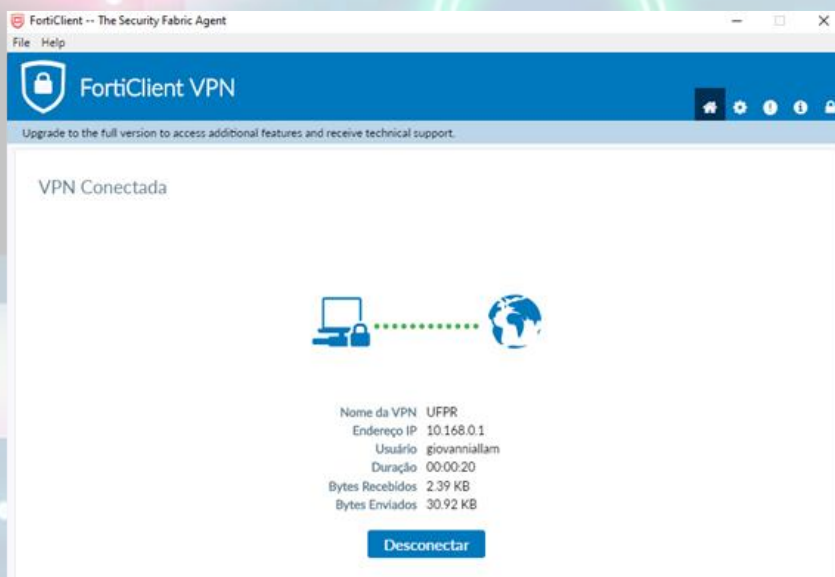 FortiClient -- The Security Fabric Agent
File Help
FortiClient VPN
Upgrade to the full version to access additional features and receive technical support.
VPN Conectada
Nome da VPN UFPR
Endereço IP 10.168.0.1
Usuário giovanniallam
Duração 00:00:20
Bytes Recebidos 2.39 KB
Bytes Enviados 30.92 KB
Desconectar